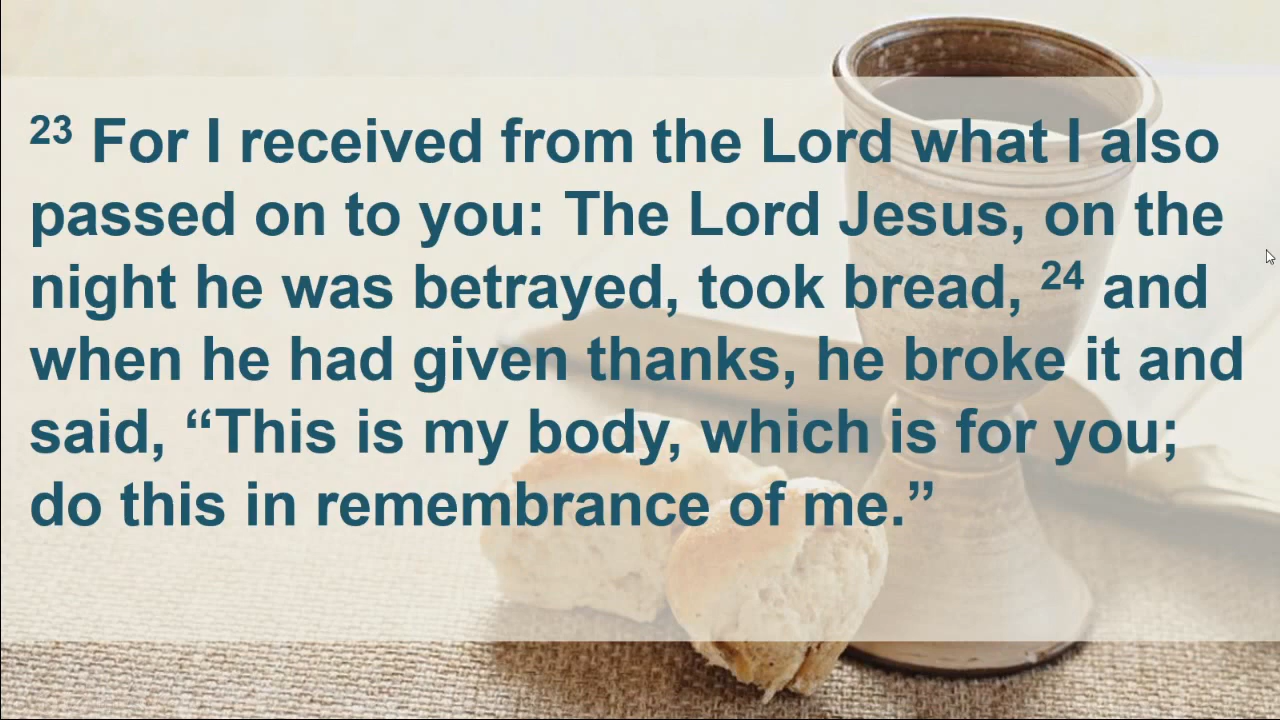 23 For I received from the Lord what I also
passed on to you: The Lord Jesus, on the
night he was betrayed, took bread, 24 and
when he had given thanks, he broke it and
said, “This is my body, which is for you;
do this in remembrance of me.”